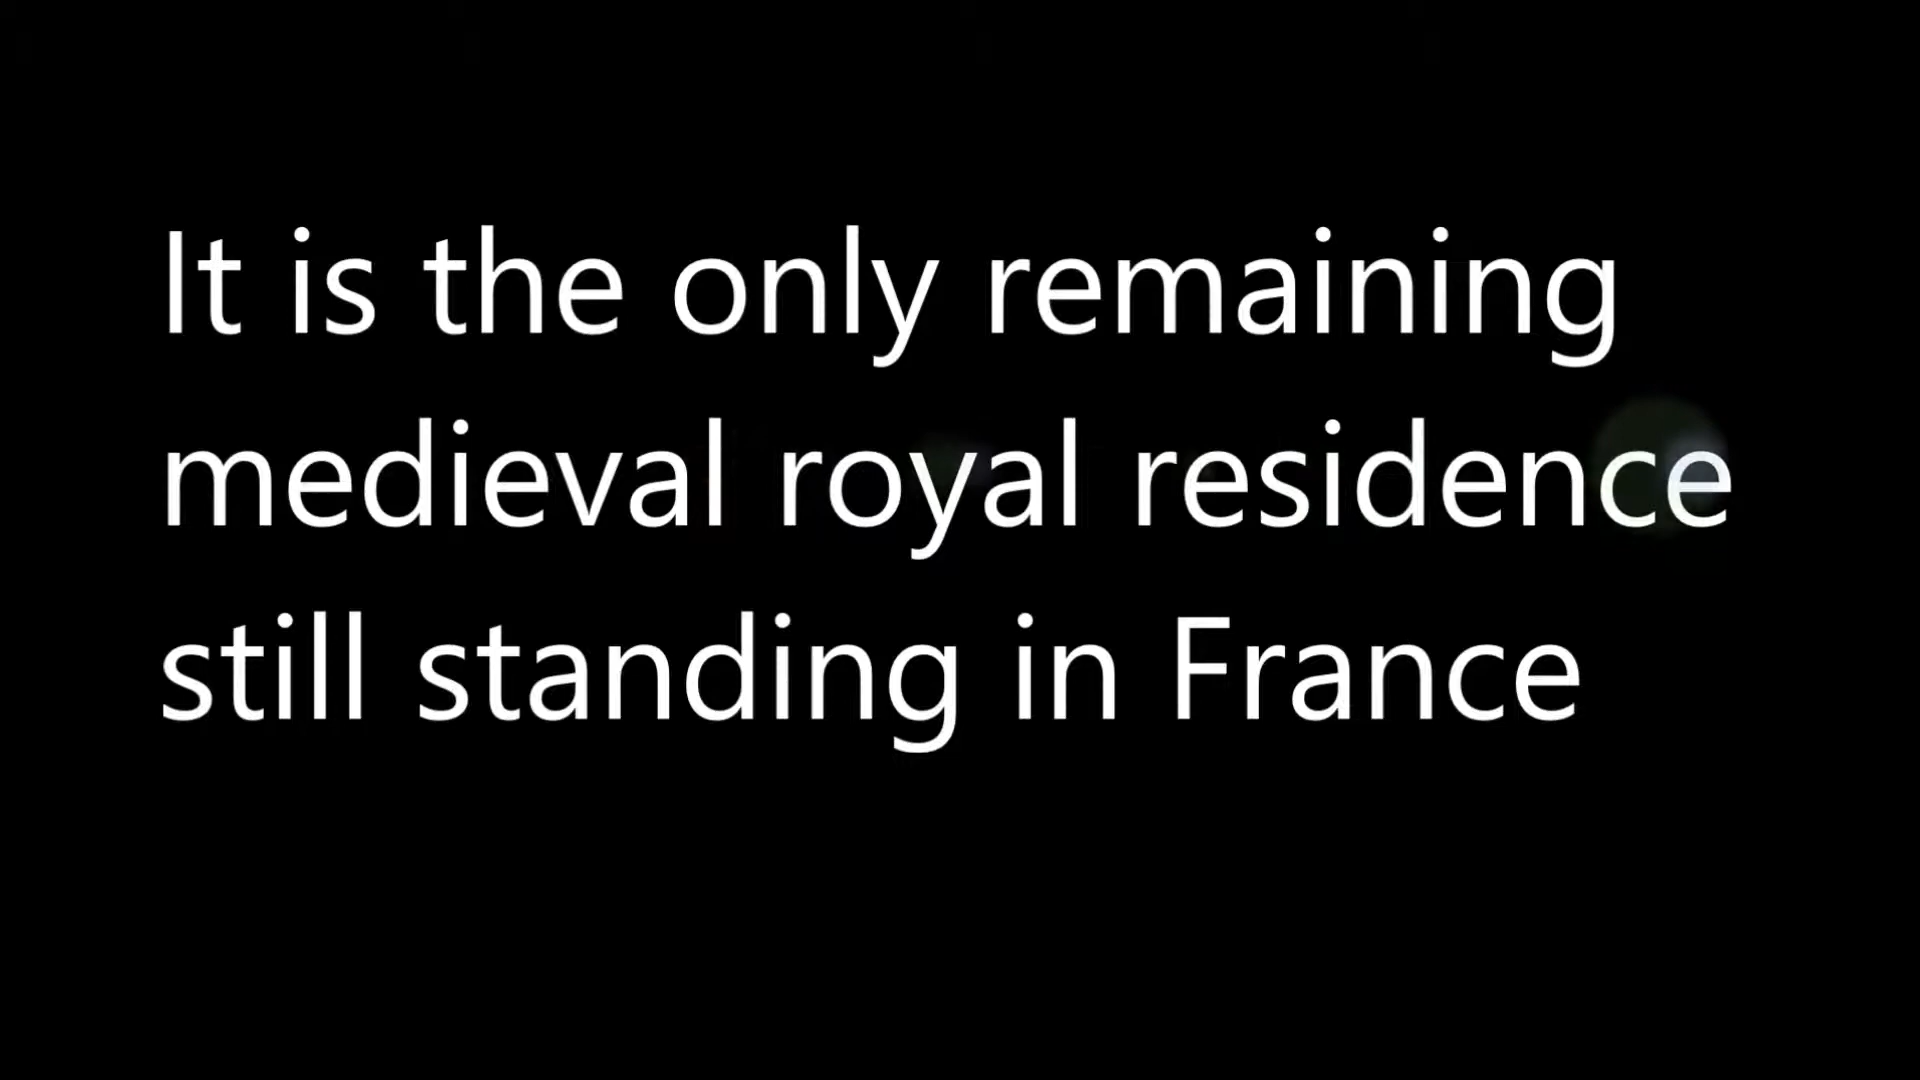 It is the only remaining
medieval royal residence
still standing in France